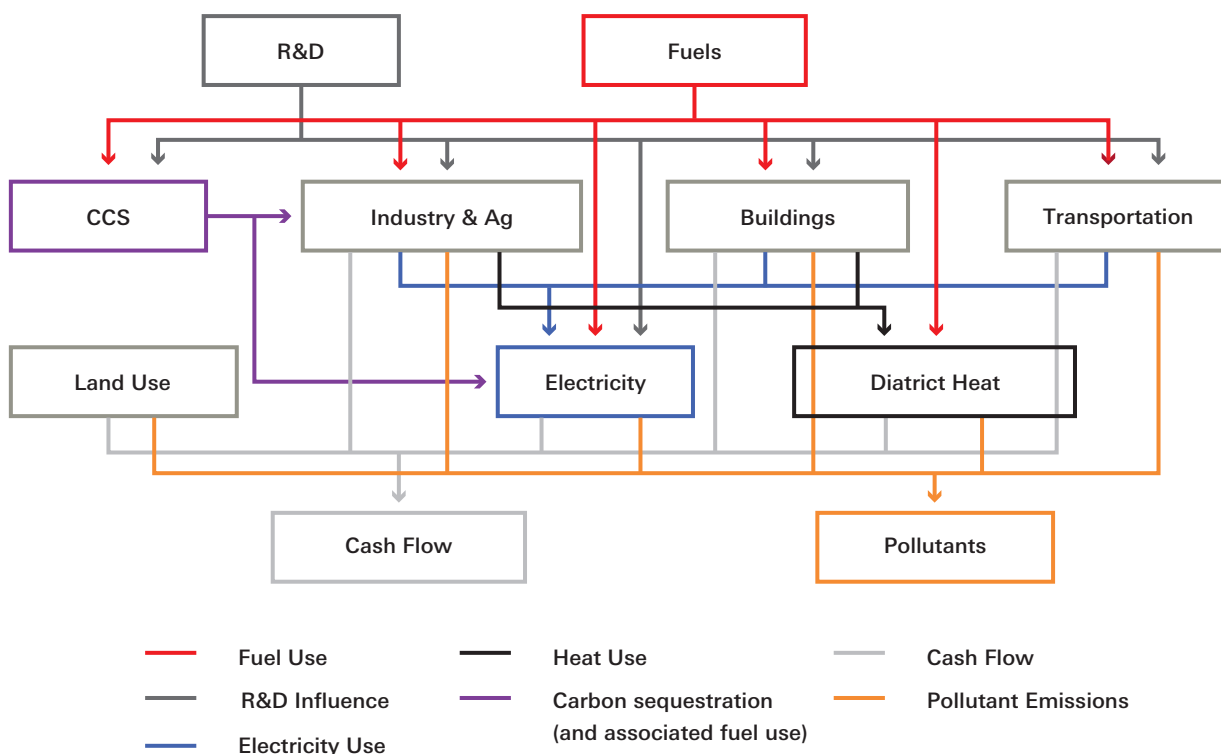 R&D
Fuels
CCS
Industry & Ag
Buildings
Transportation
Land Use
Electricity
Diatrict Heat
Cash Flow
Pollutants
Fuel Use
Heat Use
Cash Flow
R&D Influence
Carbon sequestration
(and associated fuel use)
Pollutant Emissions
Electricity Use